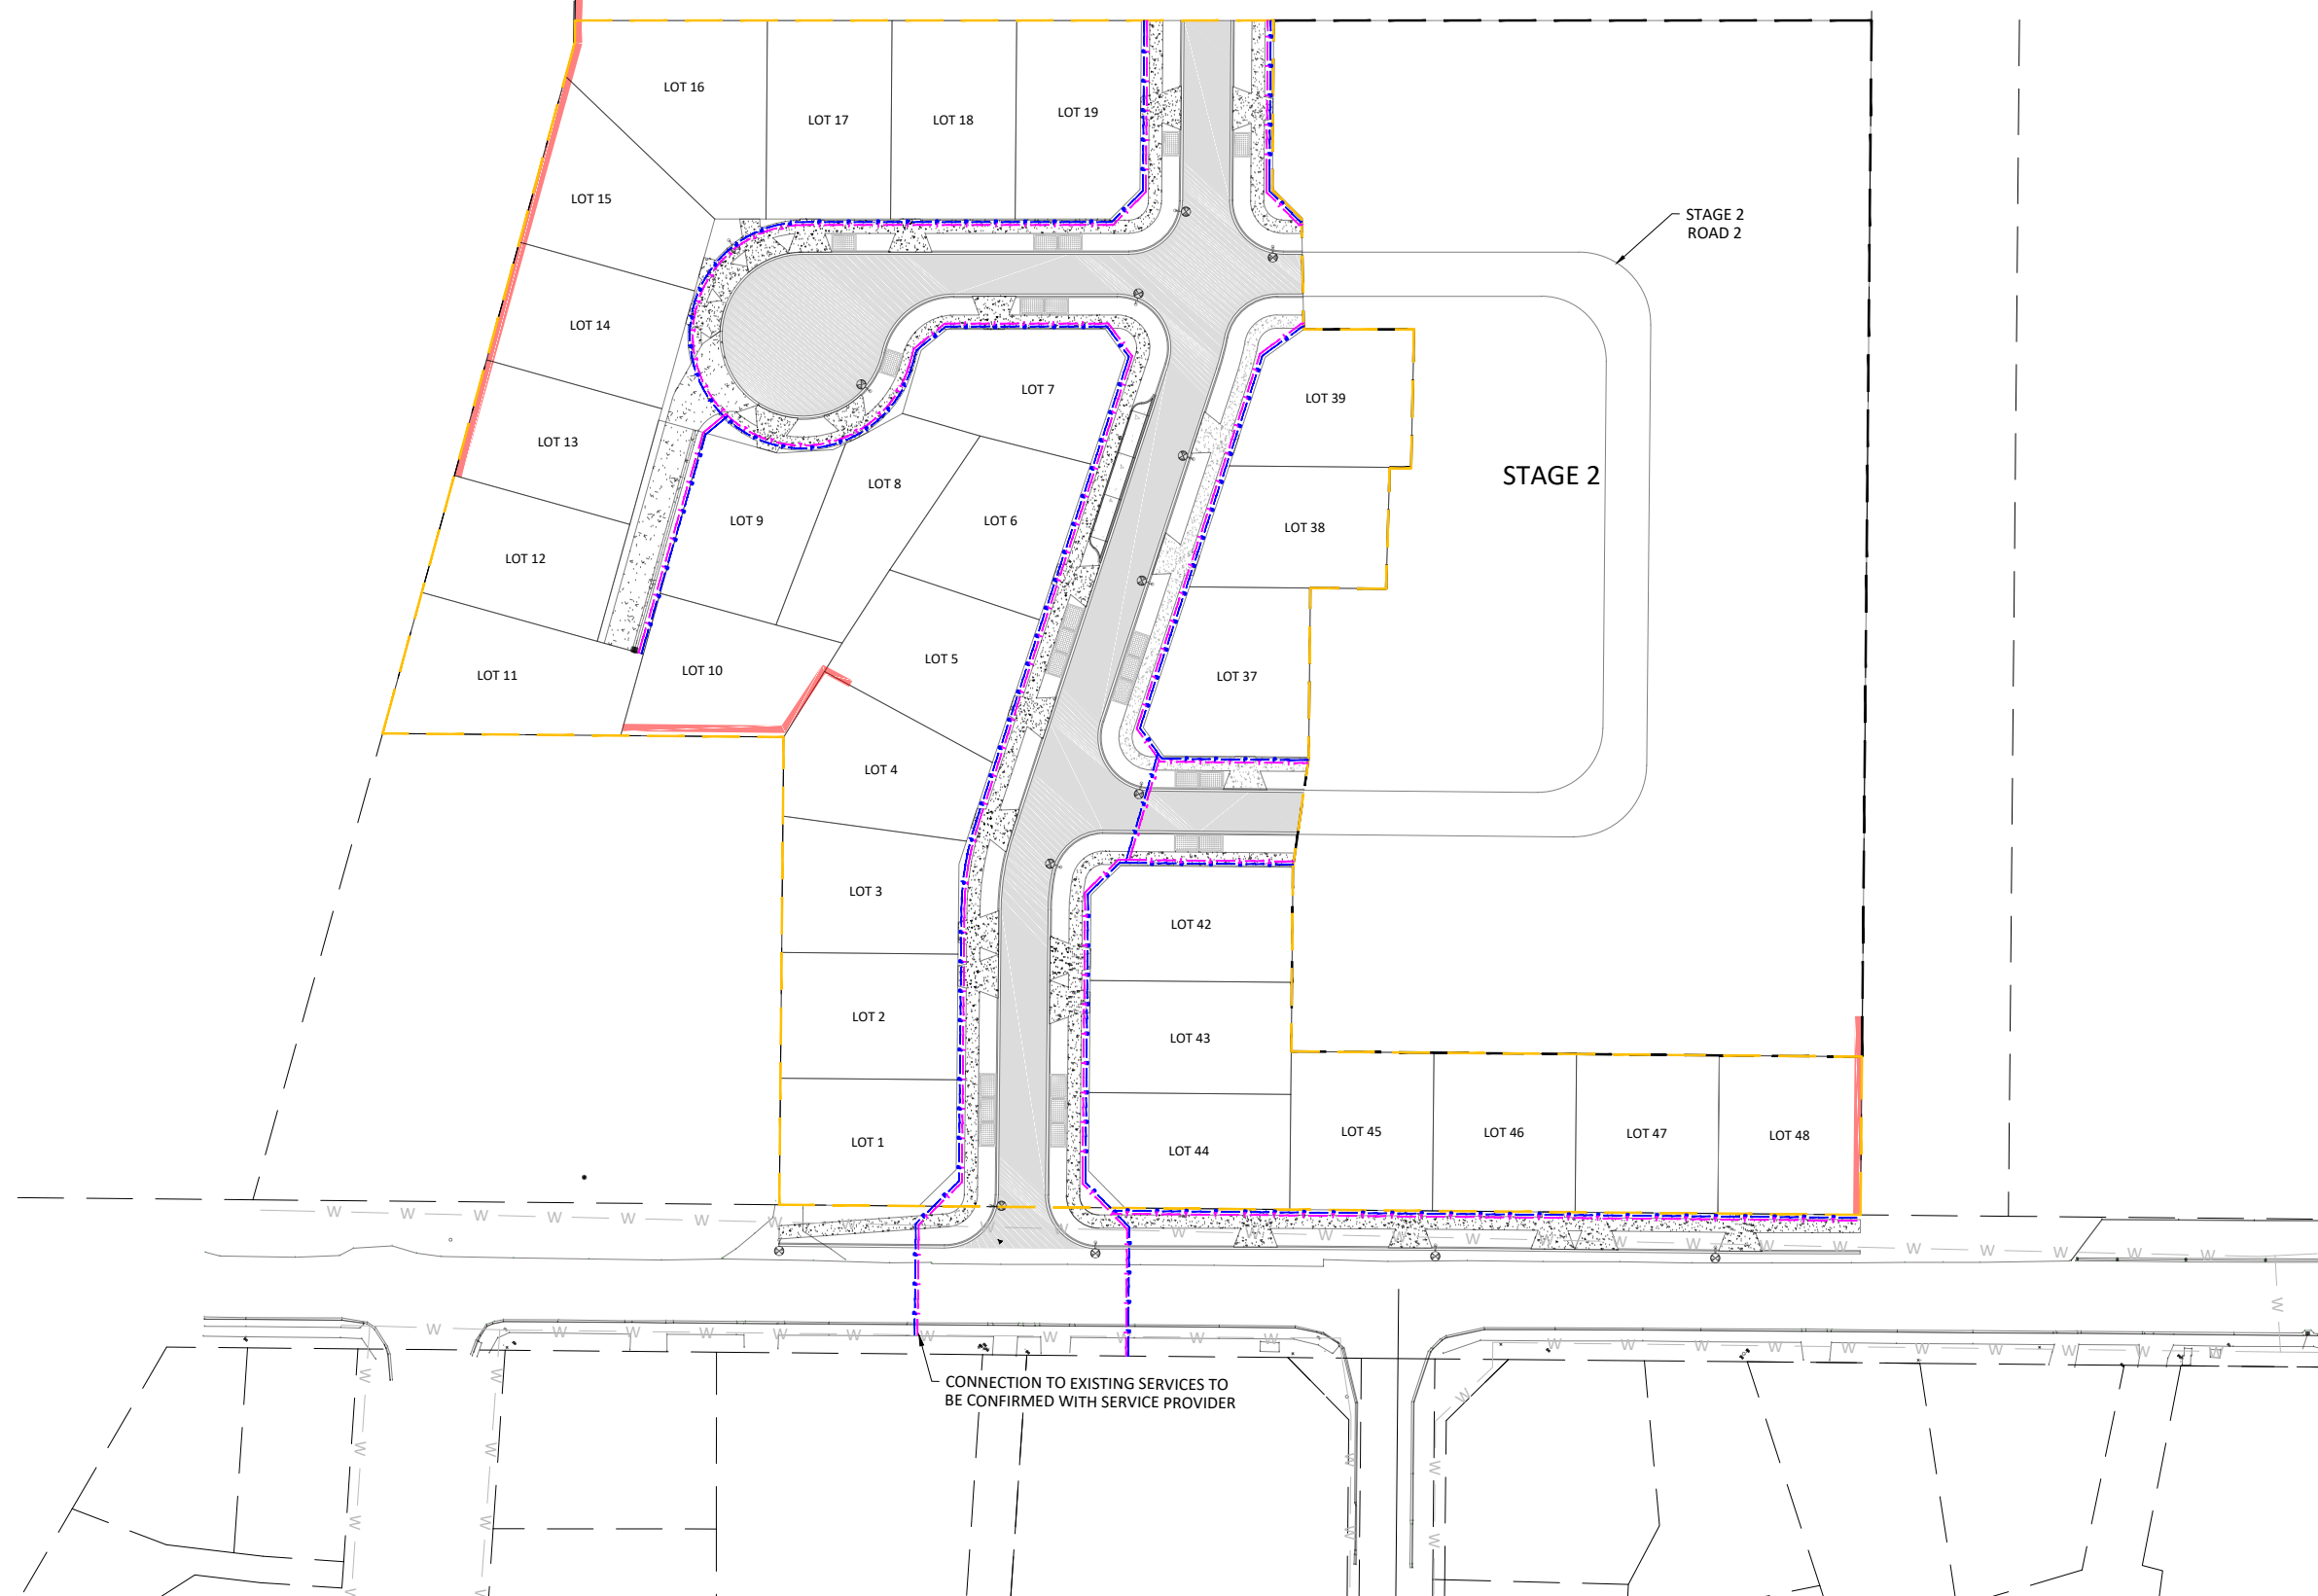 LOT 16
LOT 17
LOT 18
LOT 19
LOT 15
STAGE 2
ROAD 2
LOT 14
LOT 7
LOT 39
LOT 13
LOT 8
STAGE 2
LOT 9
LOT 6
LOT 38
LOT 12
LOT 5
LOT 11
LOT 10
LOT 37
LOT 4
LOT 3
LOT 42
LOT 2
LOT 43
LOT 1
LOT 44
LOT 45
LOT 46
LOT 47
LOT 48
W W W W W W W W
W W W W W W W W W W W W W W
W W W W W W W W W W W W
W W W W W W W W W
CONNECTION TO EXISTING SERVICES TO
BE CONFIRMED WITH SERVICE PROVIDER